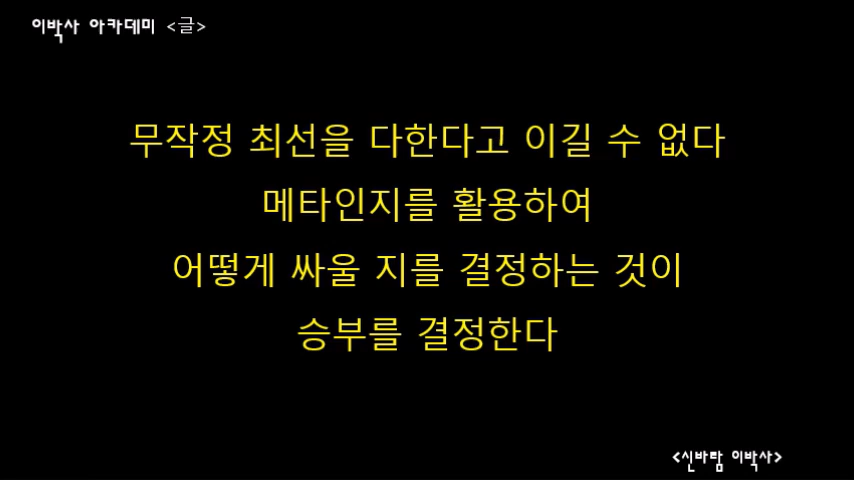 이박사 아카데미 <글>
무작정 최선을 다한다고 이길 수 없다
메타인지를 활용하여
어떻게 싸울 지를 결정하는 것이
승부를 결정한다
<신바람 이박사>